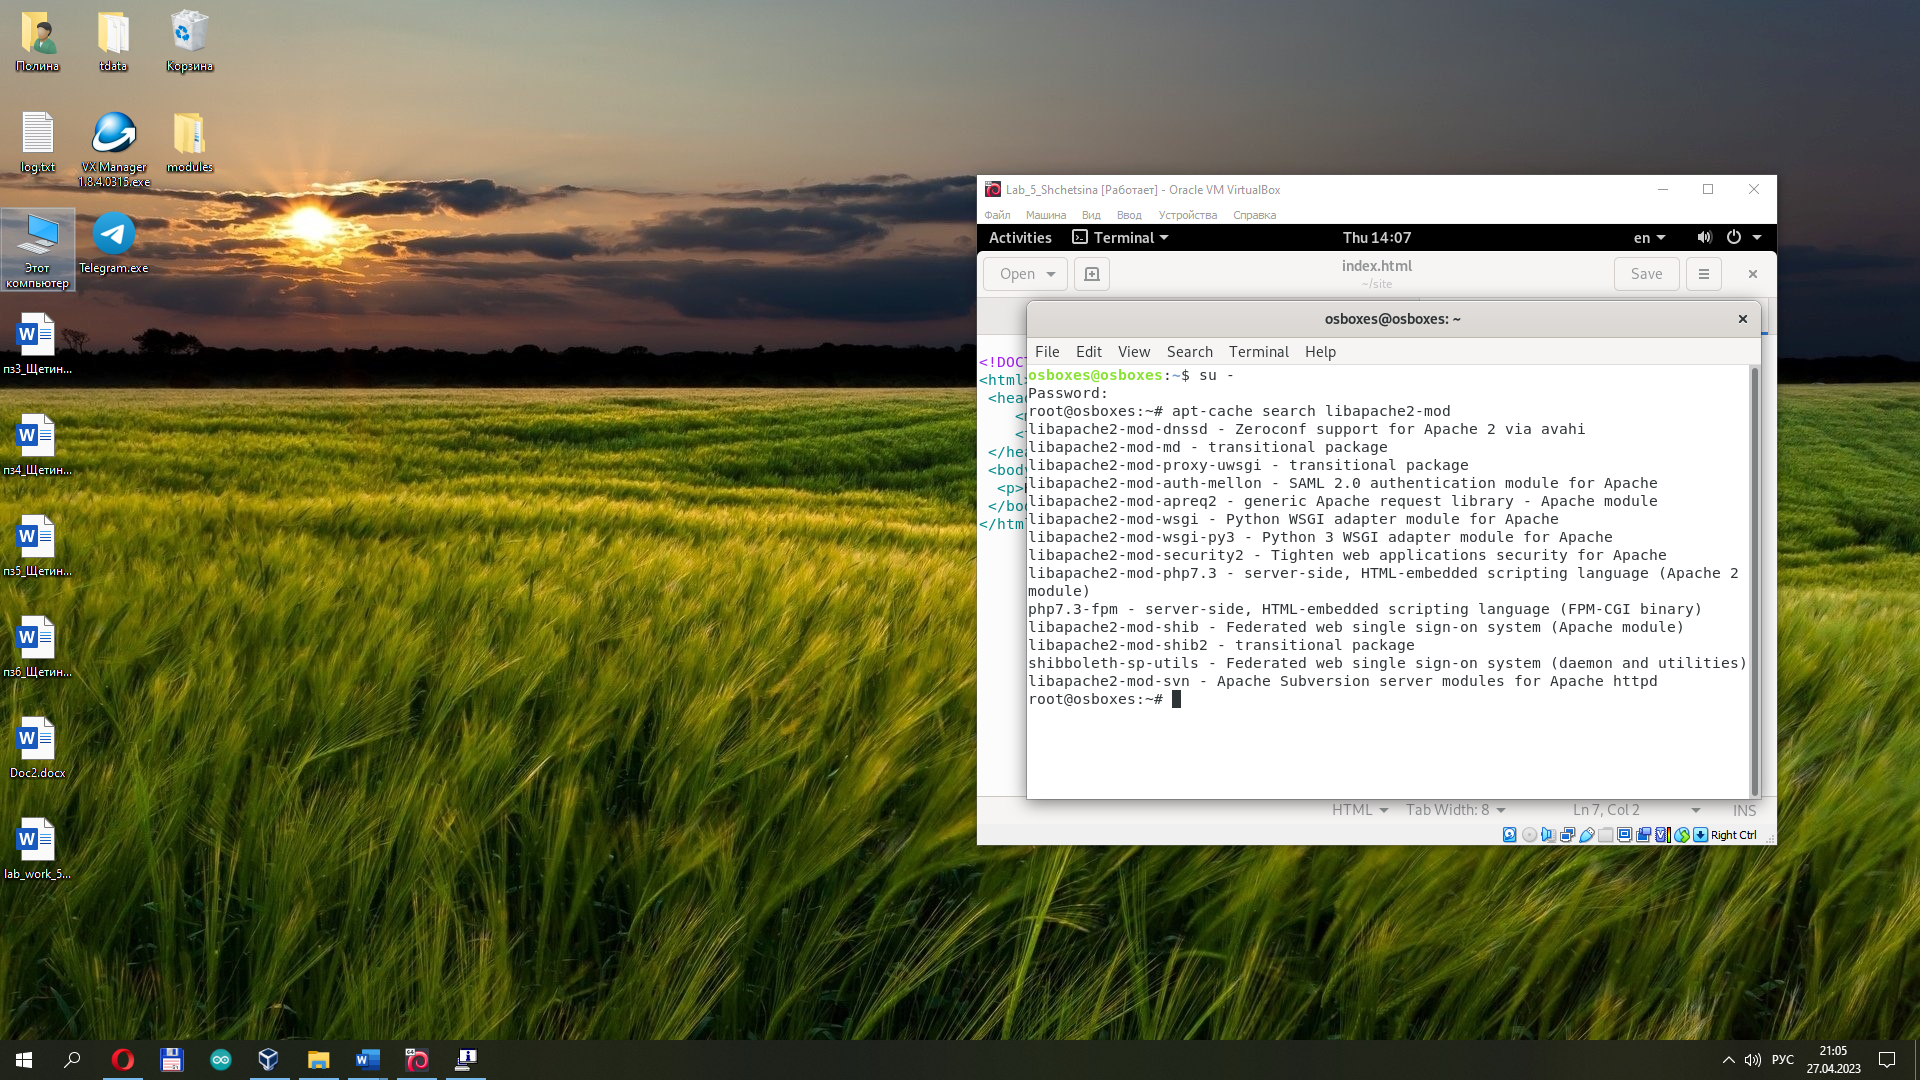 Полина
tdata
Корзина
log.txt
VX Manager
1.8.4.0315.exe
modules
Этот
компьютер
Telegram.exe
пз3_Щетин...
пз4_Щетин...
пз5_Щетин...
пз6_Щетин...
Doc2.docx
lab_work_5...
Lab_5_Shchetsina [Работает] - Oracle VM VirtualBox
Файл Машина Вид Ввод Устройства Справка
Activities Terminal Thu 14:07 en
Open index.html Save
~/site
osboxes@osboxes: ~
File Edit View Search Terminal Help
<!DOCT
<html>
<hea
<
<
</hea
<body
<p>
</bo
</htm
osboxes@osboxes:~$ su -
Password:
root@osboxes:~# apt-cache search libapache2-mod
libapache2-mod-dnssd - Zeroconf support for Apache 2 via avahi
libapache2-mod-md - transitional package
libapache2-mod-proxy-uwsgi - transitional package
libapache2-mod-auth-mellon - SAML 2.0 authentication module for Apache
libapache2-mod-apreq2 - generic Apache request library - Apache module
libapache2-mod-wsgi - Python WSGI adapter module for Apache
libapache2-mod-wsgi-py3 - Python 3 WSGI adapter module for Apache
libapache2-mod-security2 - Tighten web applications security for Apache
libapache2-mod-php7.3 - server-side, HTML-embedded scripting language (Apache 2
module)
php7.3-fpm - server-side, HTML-embedded scripting language (FPM-CGI binary)
libapache2-mod-shib - Federated web single sign-on system (Apache module)
libapache2-mod-shib2 - transitional package
shibboleth-sp-utils - Federated web single sign-on system (daemon and utilities)
libapache2-mod-svn - Apache Subversion server modules for Apache httpd
root@osboxes:~#
HTML Tab Width: 8 Ln 7, Col 2 INS
Right Ctrl
РУС
21:05
27.04.2023